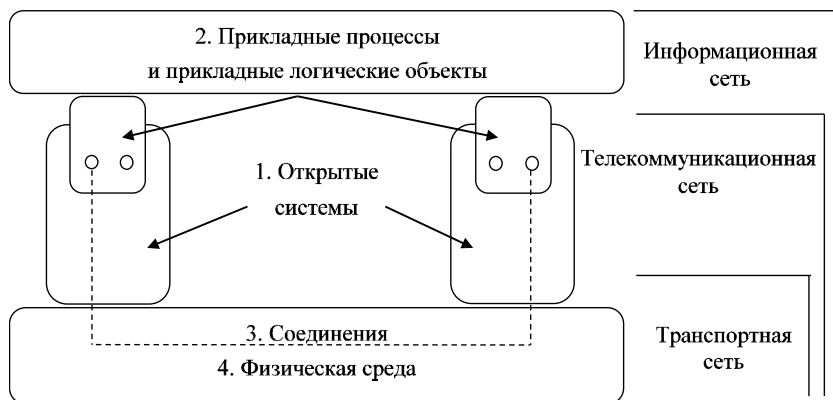 2. Прикладные процессы
и прикладные логические объекты
Информационная
сеть
1. Открытые
системы
Телекоммуникационная
сеть
3. Соединения
4. Физическая среда
Транспортная
сеть